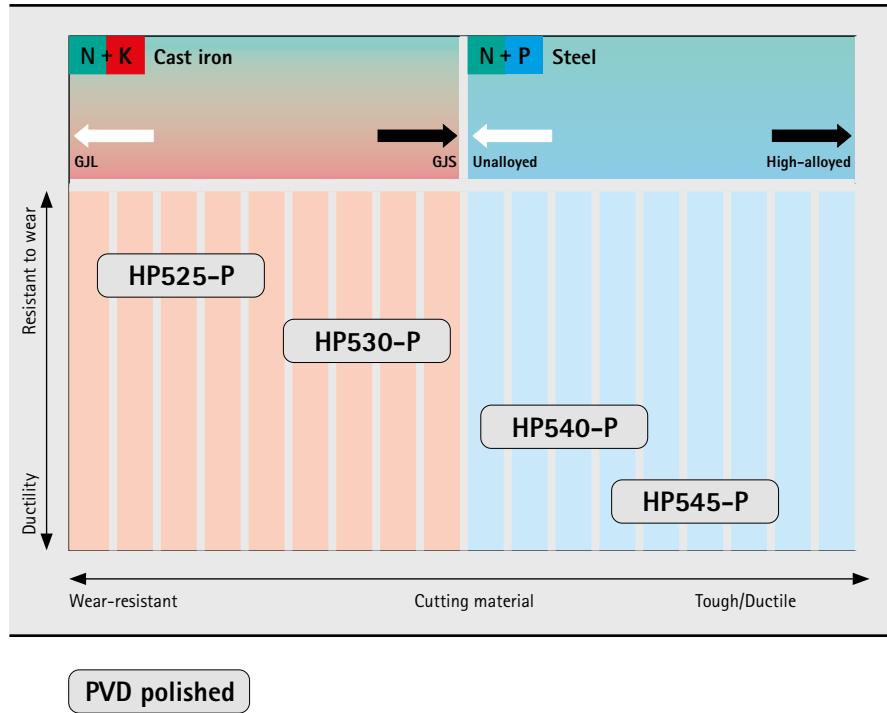 N + K Cast iron
N + P Steel
GJL
GJS
Unalloyed
High-alloyed
Resistant to wear
Ductility
HP525-P
HP530-P
HP540-P
HP545-P
Wear-resistant
Cutting material
Tough/Ductile
PVD polished